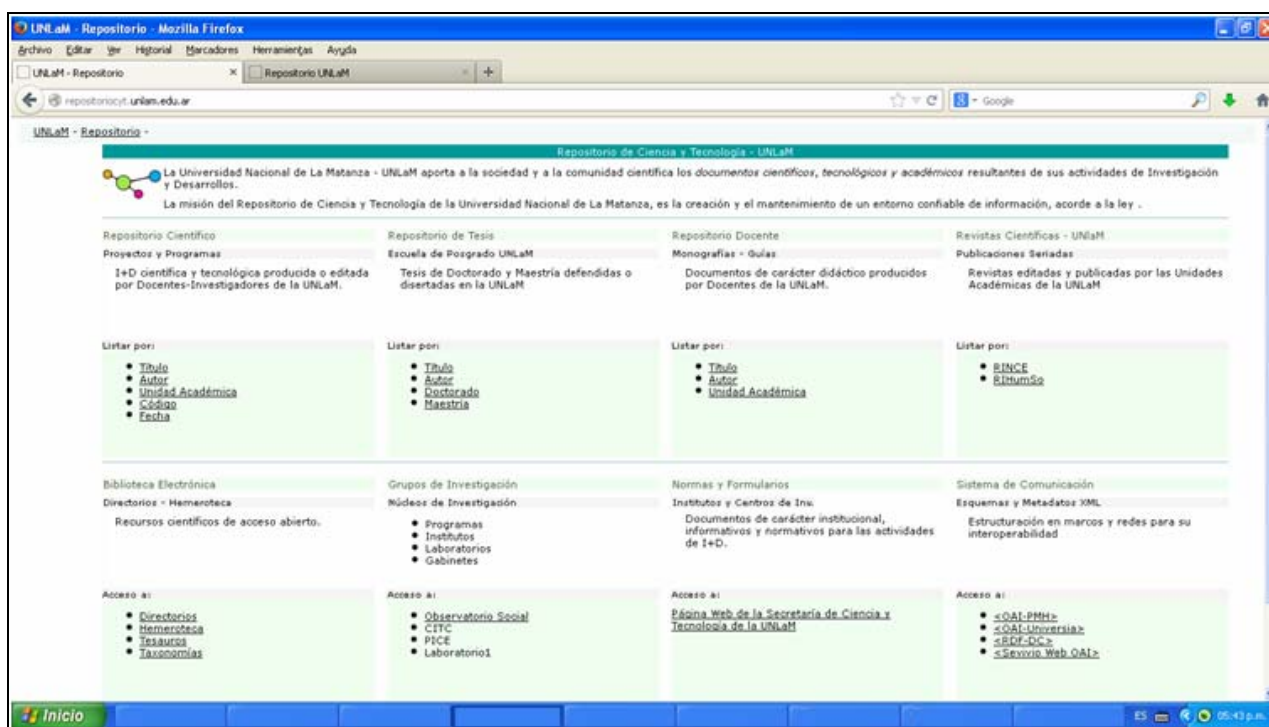 UNLaM - Repositorio - Mozilla Firefox
Archivo Editar Ver Historial Marcadores Herramientas Ayuda
UNLaM - Repositorio × Repositorio UNLaM × +
repositoriocyt.unlam.edu.ar Google
UNLaM - Repositorio -
Repositorio de Ciencia y Tecnología - UNLaM
La Universidad Nacional de La Matanza - UNLaM aporta a la sociedad y a la comunidad científica los documentos científicos, tecnológicos y académicos resultantes de sus actividades de Investigación
y Desarrollos.
La misión del Repositorio de Ciencia y Tecnología de la Universidad Nacional de La Matanza, es la creación y el mantenimiento de un entorno confiable de información, acorde a la ley .
Repositorio Científico
Proyectos y Programas
I+D científica y tecnológica producida o editada
por Docentes-Investigadores de la UNLaM.
Listar por:
Título
Autor
Unidad Académica
Código
Fecha
Repositorio de Tesis
Escuela de Posgrado UNLaM
Tesis de Doctorado y Maestría defendidas o
disertadas en la UNLaM
Listar por:
Título
Autor
Doctorado
Maestría
Repositorio Docente
Monografías - Guías
Documentos de carácter didáctico producidos
por Docentes de la UNLaM.
Listar por:
Título
Autor
Unidad Académica
Revistas Científicas - UNlaM
Publicaciones Seriadas
Revistas editadas y publicadas por las Unidades
Académicas de la UNLaM
Listar por:
RINCE
RIHumSo
Biblioteca Electrónica
Directorios - Hemeroteca
Recursos científicos de acceso abierto.
Acceso a:
Directorios
Hemeroteca
Tesauros
Taxonomías
Grupos de Investigación
Núcleos de Investigación
Programas
Institutos
Laboratorios
Gabinetes
Acceso a:
Observatorio Social
CITC
PICE
Laboratorio1
Normas y Formularios
Institutos y Centros de Inv.
Documentos de carácter institucional,
informativos y normativos para las actividades
de I+D.
Acceso a:
Página Web de la Secretaría de Ciencia y
Tecnología de la UNLaM
Sistema de Comunicación
Esquemas y Metadatos XML
Estructuración en marcos y redes para su
interoperabilidad
Acceso a:
<OAI-PMH>
<OAI-Universia>
<RDF-DC>
<Sevivio Web OAI>
Inicio ES 05:43 p.m.